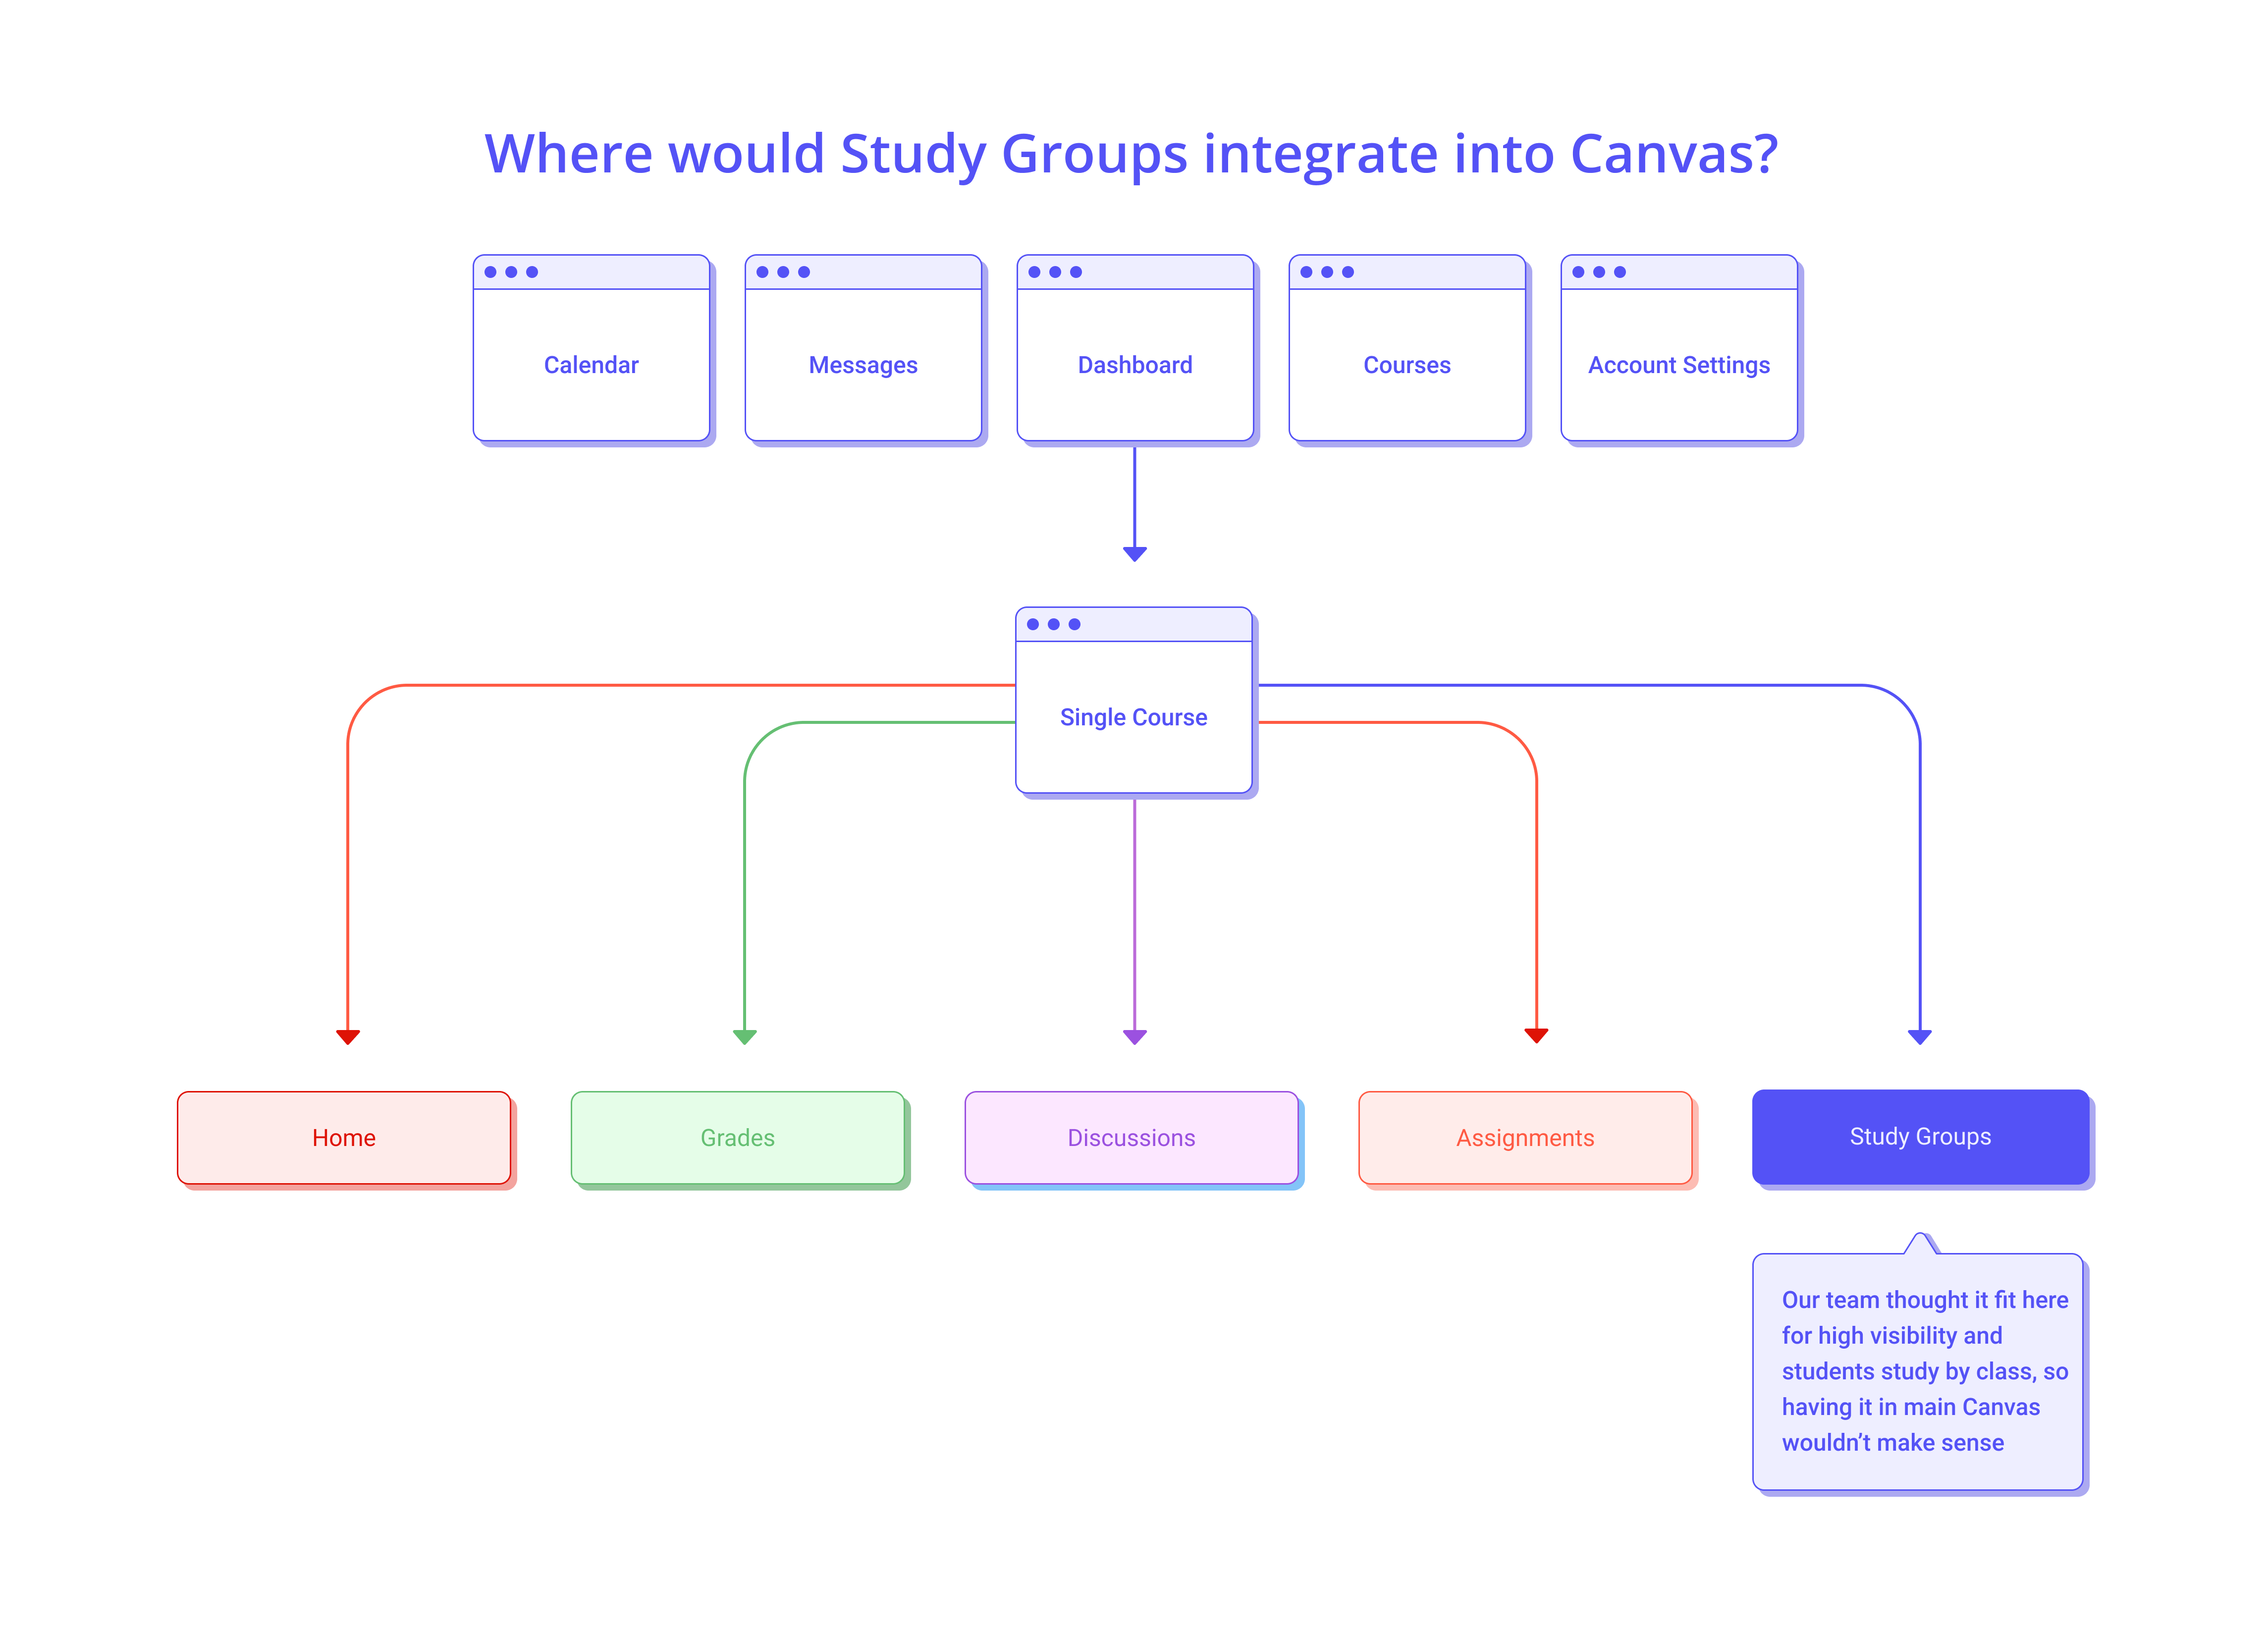 Where would Study Groups integrate into Canvas?
Calendar
Messages
Dashboard
Courses
Account Settings
Single Course
Home
Grades
Discussions
Assignments
Study Groups
Our team thought it fit here
for high visibility and
students study by class, so
having it in main Canvas
wouldn’t make sense